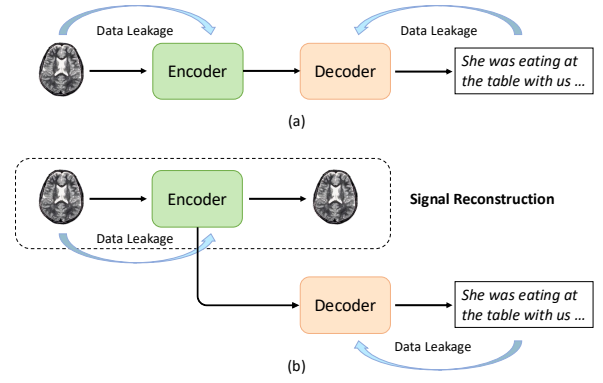 Data Leakage
Data Leakage
Encoder
Decoder
She was eating at
the table with us ...
(a)
Encoder
Signal Reconstruction
Data Leakage
Decoder
She was eating at
the table with us ...
Data Leakage
(b)